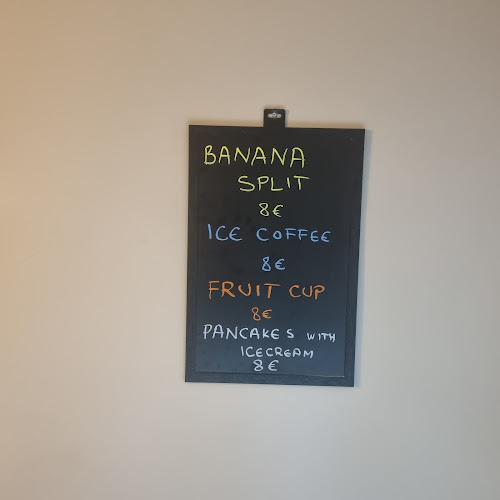 BANANA
SPLIT
8€
ICE COFFEE
8€
FRUIT CUP
8€
PANCAKES WITH
ICECREAM
8€